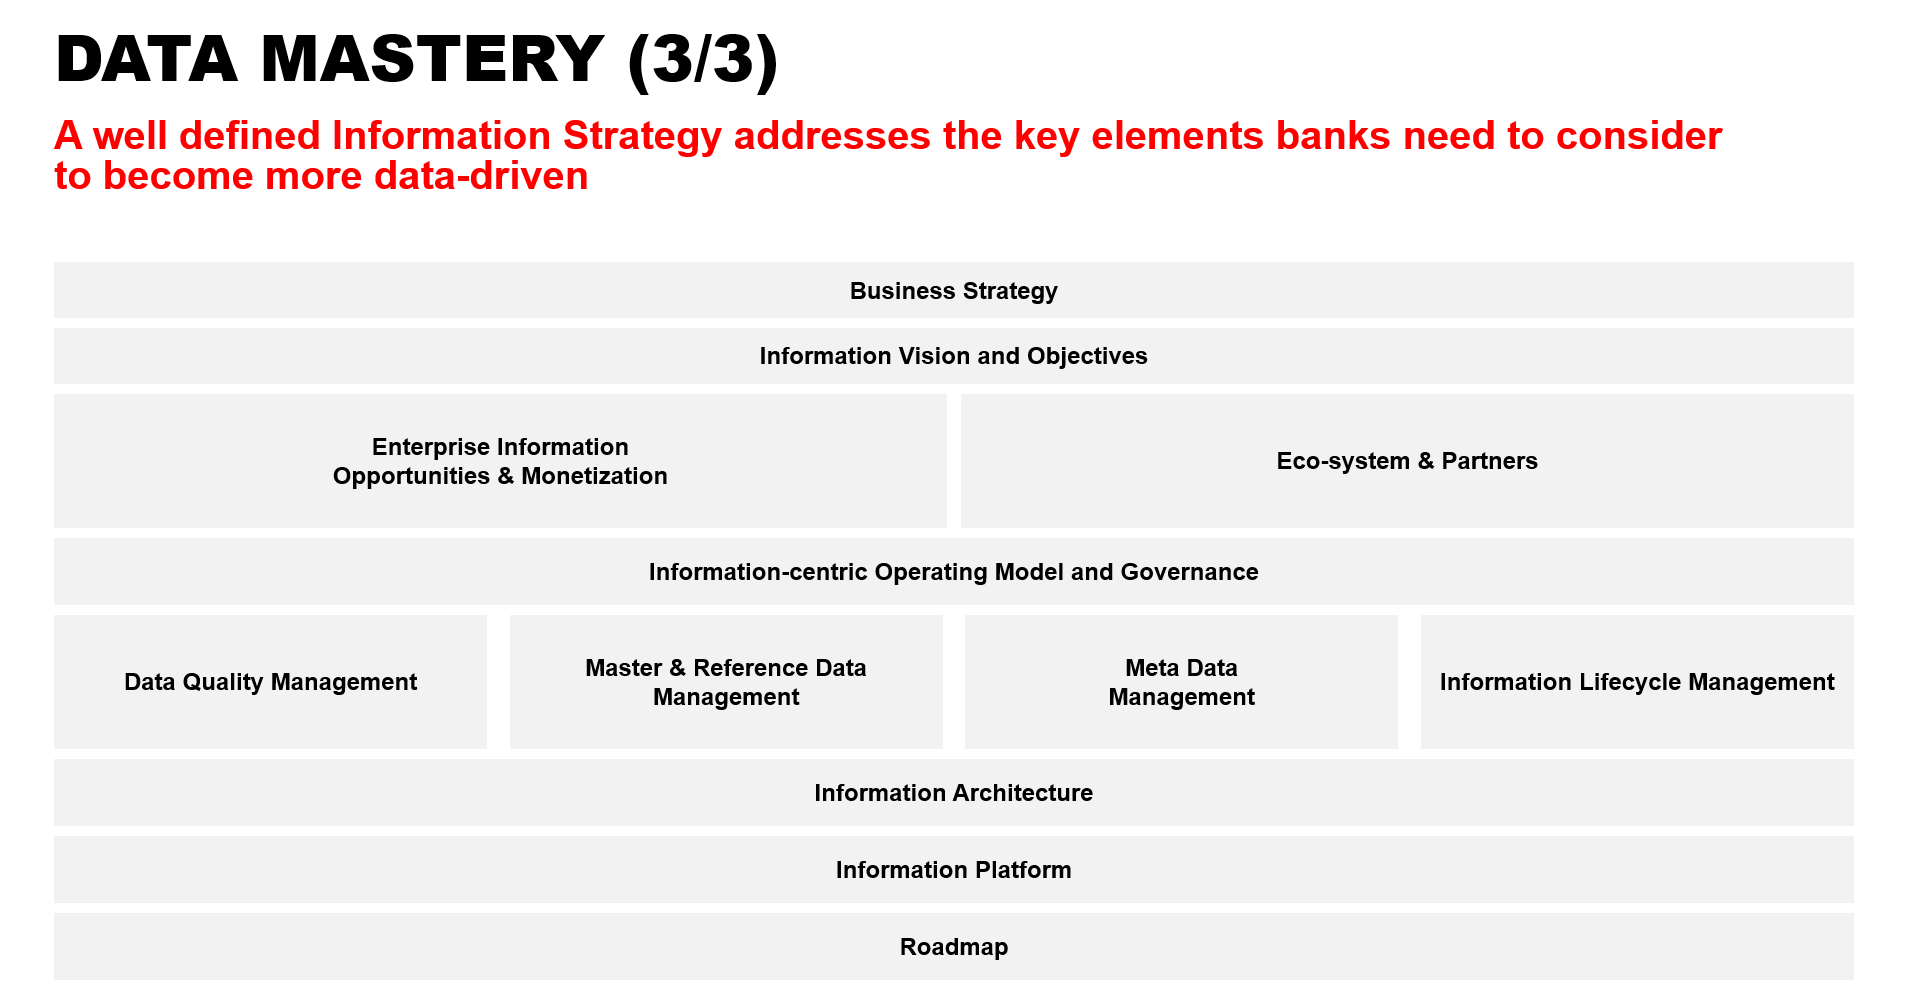 DATA MASTERY (3/3)
A well defined Information Strategy addresses the key elements banks need to consider
to become more data-driven
Business Strategy
Information Vision and Objectives
Enterprise Information
Opportunities & Monetization
Eco-system & Partners
Information-centric Operating Model and Governance
Data Quality Management
Master & Reference Data
Management
Meta Data
Management
Information Lifecycle Management
Information Architecture
Information Platform
Roadmap